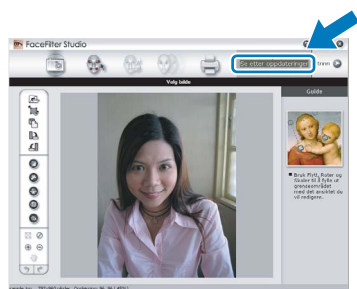 FaceFilter Studio
Se etter oppdateringer
trinn
Velg bilde
Guide
Bruk Flytt, Roter og
Skaler til å fylle ut
grenseområdet
med det ansiktet du
vil redigere.